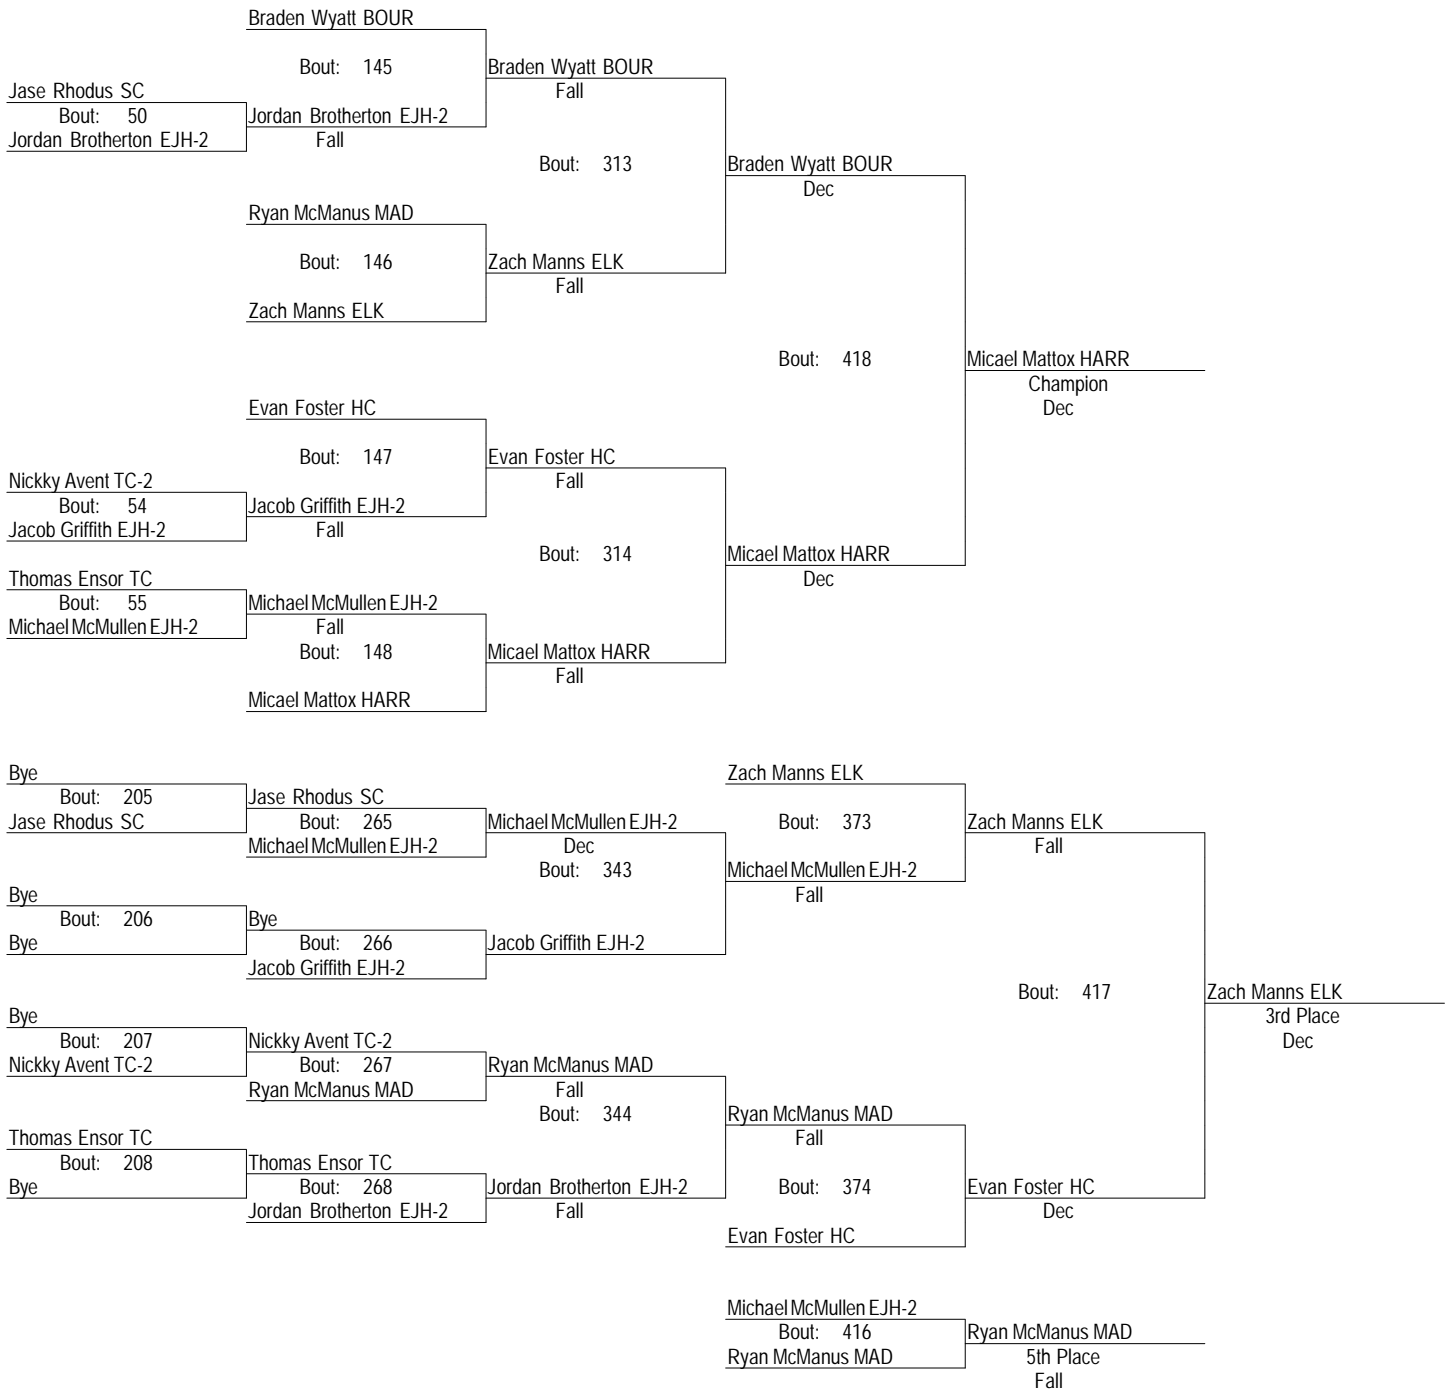 Braden Wyatt BOUR
Bout: 145
Braden Wyatt BOUR
Fall
Jase Rhodus SC
Bout: 50
Jordan Brotherton EJH-2
Jordan Brotherton EJH-2
Fall
Bout: 313
Braden Wyatt BOUR
Dec
Ryan McManus MAD
Bout: 146
Zach Manns ELK
Fall
Zach Manns ELK
Bout: 418
Micael Mattox HARR
Champion
Dec
Evan Foster HC
Bout: 147
Evan Foster HC
Fall
Nickky Avent TC-2
Bout: 54
Jacob Griffith EJH-2
Jacob Griffith EJH-2
Fall
Bout: 314
Micael Mattox HARR
Dec
Thomas Ensor TC
Bout: 55
Michael McMullen EJH-2
Michael McMullen EJH-2
Fall
Bout: 148
Micael Mattox HARR
Fall
Micael Mattox HARR
Bye
Bout: 205
Jase Rhodus SC
Jase Rhodus SC
Bout: 265
Michael McMullen EJH-2
Michael McMullen EJH-2
Dec
Bout: 343
Zach Manns ELK
Bout: 373
Michael McMullen EJH-2
Fall
Zach Manns ELK
Fall
Bye
Bout: 206
Bye
Bye
Bout: 266
Jacob Griffith EJH-2
Jacob Griffith EJH-2
Bout: 417
Zach Manns ELK
3rd Place
Dec
Bye
Bout: 207
Nickky Avent TC-2
Nickky Avent TC-2
Bout: 267
Ryan McManus MAD
Ryan McManus MAD
Fall
Bout: 344
Ryan McManus MAD
Fall
Thomas Ensor TC
Bout: 208
Bye
Thomas Ensor TC
Bout: 268
Jordan Brotherton EJH-2
Jordan Brotherton EJH-2
Fall
Bout: 374
Evan Foster HC
Dec
Evan Foster HC
Michael McMullen EJH-2
Bout: 416
Ryan McManus MAD
Ryan McManus MAD
5th Place
Fall